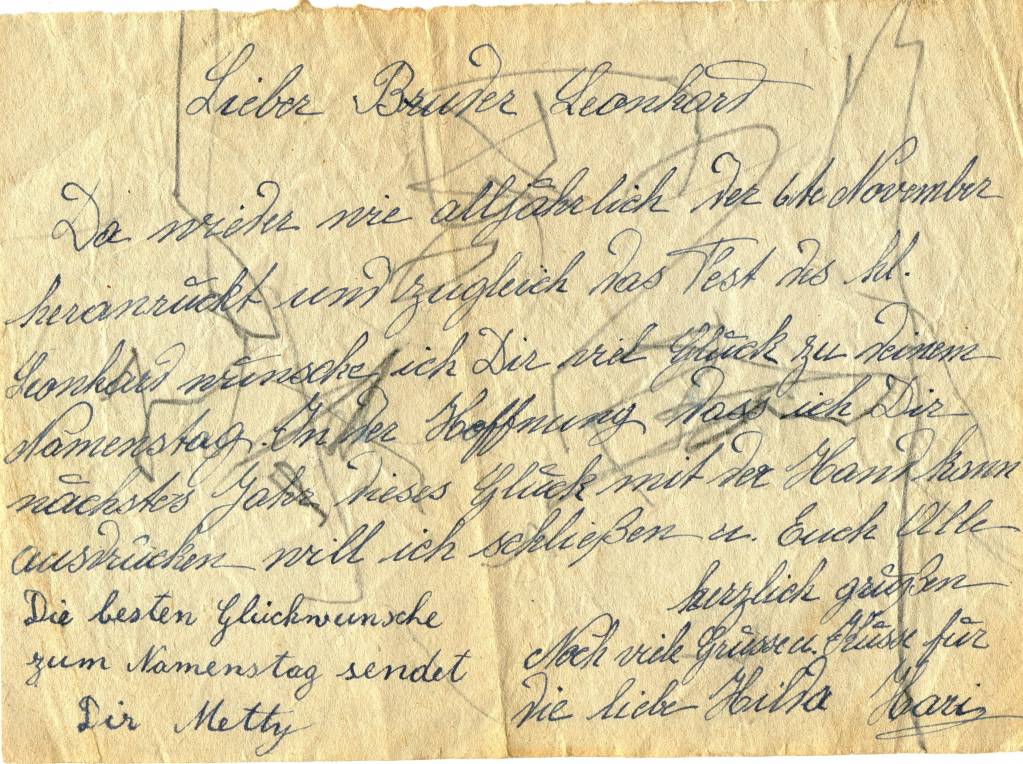 Lieber Bruder Leonhard
Da wieder wie alljährlich der 6te November
heranrückt und zugleich das Fest des hl.
Leonhard wünsche ich Dir viel Glück zu deinem
Namenstag. In der Hoffnung dass ich Dir
nächstes Jahr dieses Glück mit der Hand kann
ausdrücken will ich schließen u. Euch Alle
herzlich grüßen
Noch viele Grüsse u. Küsse für
die liebe Hilda Hari
Die besten Glückwunsche
zum Namenstag sendet
Dir Metty